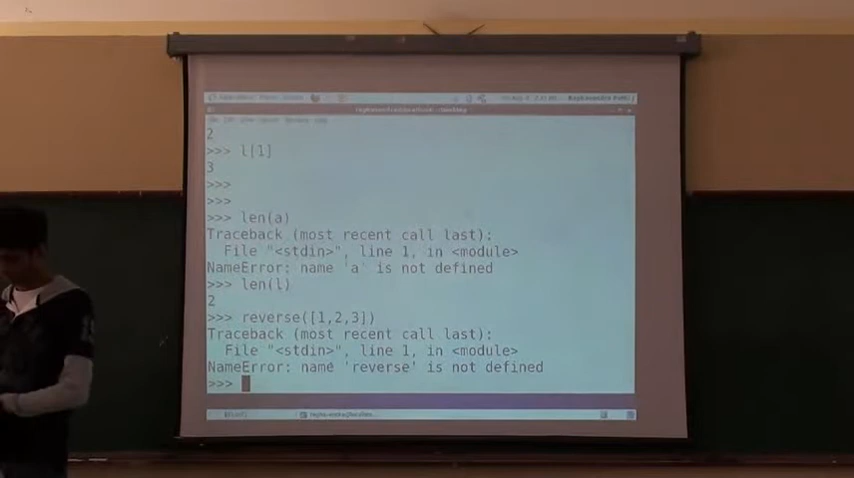 2
>>> l[1]
3
>>>
>>>
>>> len(a)
Traceback (most recent call last):
File "<stdin>", line 1, in <module>
NameError: name 'a' is not defined
>>> len(l)
2
>>> reverse([1,2,3])
Traceback (most recent call last):
File "<stdin>", line 1, in <module>
NameError: name 'reverse' is not defined
>>>